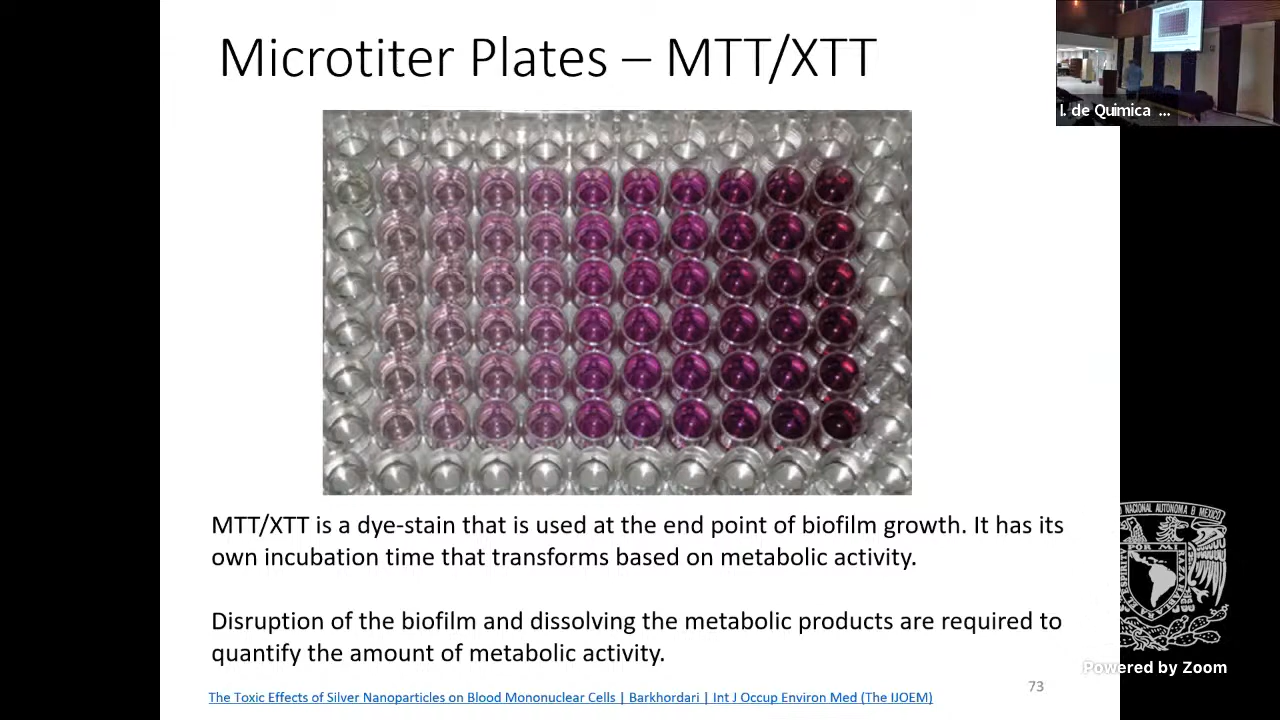 Microtiter Plates – MTT/XTT
I. de Quimica ...
MTT/XTT is a dye-stain that is used at the end point of biofilm growth. It has its
own incubation time that transforms based on metabolic activity.
Disruption of the biofilm and dissolving the metabolic products are required to
quantify the amount of metabolic activity.
The Toxic Effects of Silver Nanoparticles on Blood Mononuclear Cells | Barkhordari | Int J Occup Environ Med (The IJOEM)
73
Powered by Zoom